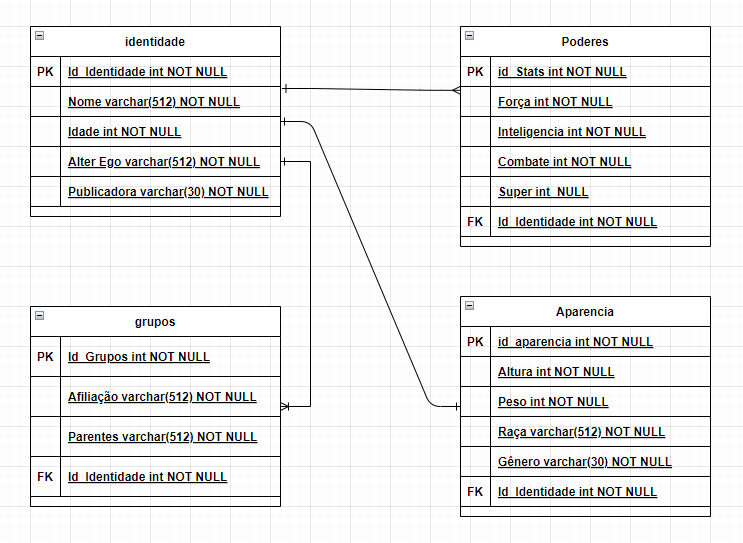 identidade
PK Id_Identidade int NOT NULL
Nome varchar(512) NOT NULL
Idade int NOT NULL
Alter Ego varchar(512) NOT NULL
Publicadora varchar(30) NOT NULL
Poderes
PK id_Stats int NOT NULL
Força int NOT NULL
Inteligencia int NOT NULL
Combate int NOT NULL
Super int  NULL
FK Id_Identidade int NOT NULL
grupos
PK Id_Grupos int NOT NULL
Afiliação varchar(512) NOT NULL
Parentes varchar(512) NOT NULL
FK Id_Identidade int NOT NULL
Aparencia
PK id_aparencia int NOT NULL
Altura int NOT NULL
Peso int NOT NULL
Raça varchar(512) NOT NULL
Gênero varchar(30) NOT NULL
FK Id_Identidade int NOT NULL